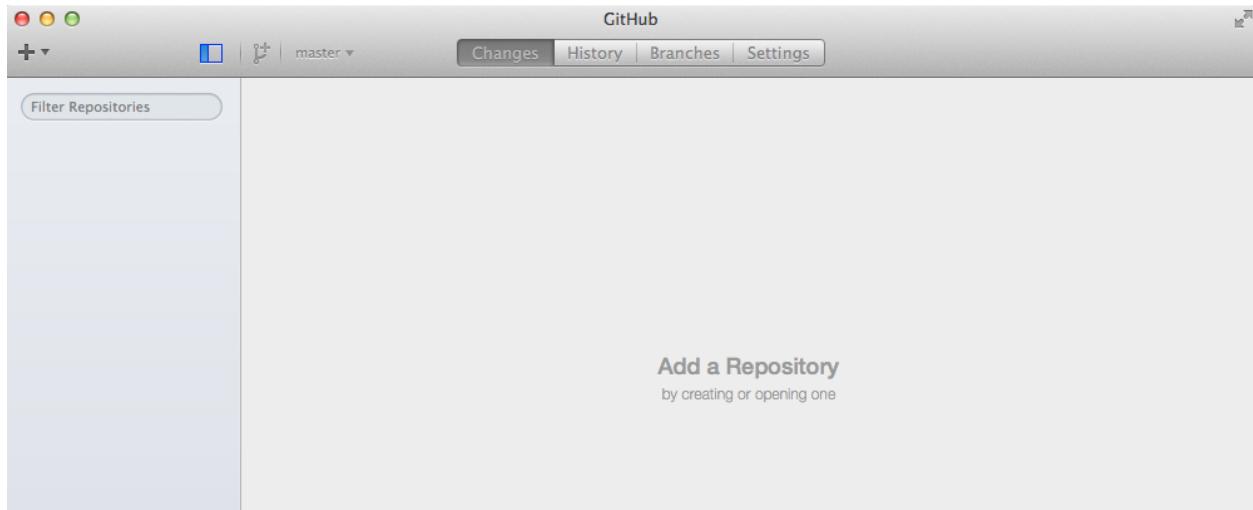 GitHub
master
Changes
History
Branches
Settings
Filter Repositories
Add a Repository
by creating or opening one